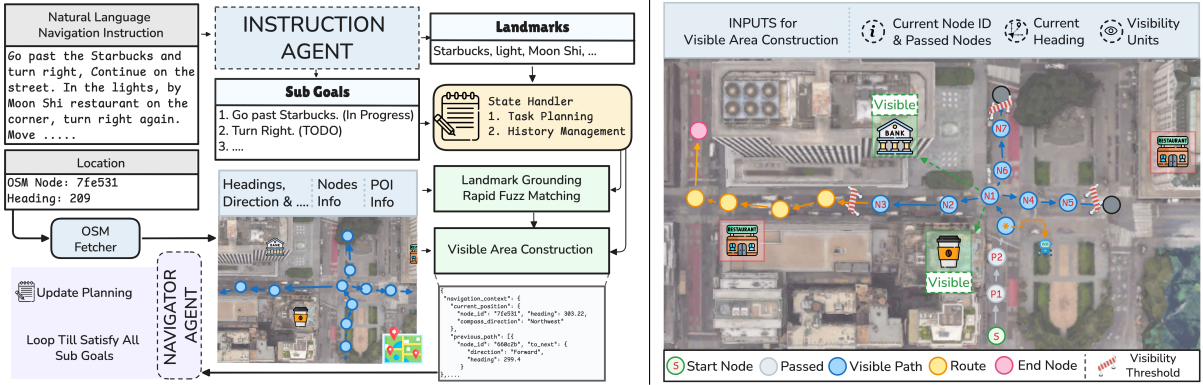 Natural Language
Navigation Instruction
Go past the Starbucks and
turn right, Continue on the
street. In the lights, by
Moon Shi restaurant on the
corner, turn right again.
Move .....
Location
OSM Node: 7fe531
Heading: 209
OSM
Fetcher
Update Planning
Loop Till Satisfy All
Sub Goals
NAVIGATOR
AGENT
INSTRUCTION
AGENT
Sub Goals
1. Go past Starbucks. (In Progress)
2. Turn Right. (TODO)
3. ....
Headings,
Direction & ....
Nodes
Info
POI
Info
Landmarks
Starbucks, light, Moon Shi, ...
State Handler
1. Task Planning
2. History Management
Landmark Grounding
Rapid Fuzz Matching
Visible Area Construction
{
"navigation_context": {
"current_position": {
"node_id": "7fe531", "heading": 303.22,
"compass_direction": "Northwest"
},
"previous_path": [{
"node_id": "660c2b", "to_next": {
"direction": "Forward",
"heading": 299.4
},....
INPUTS for
Visible Area Construction
Current Node ID
& Passed Nodes
Current
Heading
Visibility
Units
Visible
BANK
RESTAURANT
N7
N6
N1
N2
N3
N4
N5
RESTAURANT
Visible
P2
P1
S
S Start Node
Passed
Visible Path
Route
End Node
Visibility
Threshold